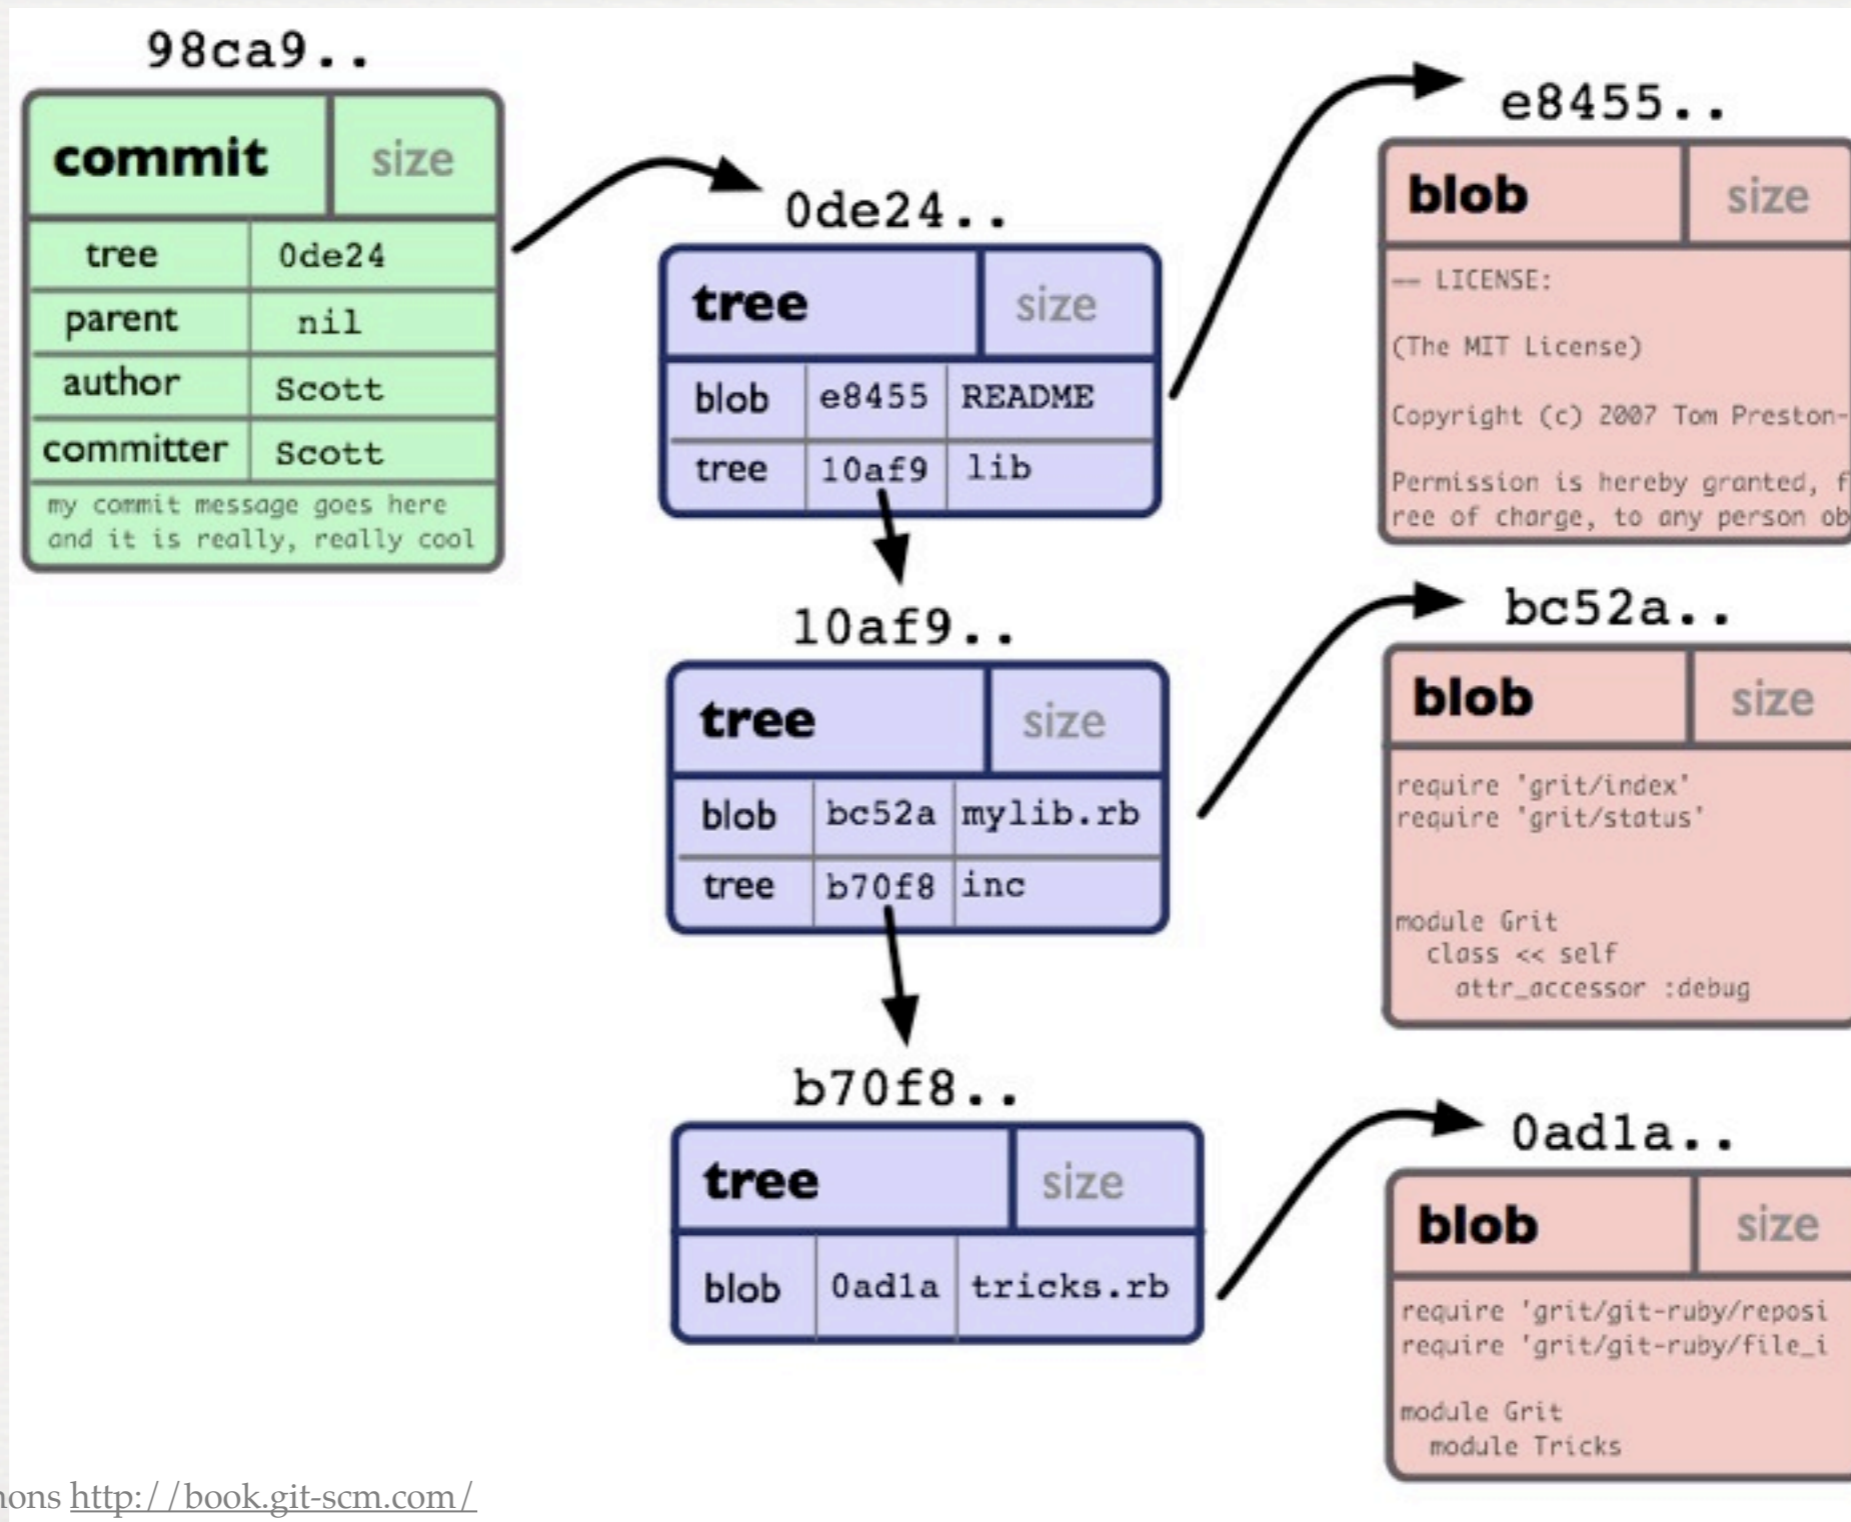 98ca9..
commit size
tree 0de24
parent nil
author Scott
committer Scott
my commit message goes here
and it is really, really cool
0de24..
tree size
blob e8455 README
tree 10af9 lib
10af9..
tree size
blob bc52a mylib.rb
tree b70f8 inc
b70f8..
tree size
blob 0ad1a tricks.rb
e8455..
blob size
-- LICENSE:
(The MIT License)
Copyright (c) 2007 Tom Preston-
Permission is hereby granted, f
ree of charge, to any person ob
bc52a..
blob size
require 'grit/index'
require 'grit/status'
module Grit
class << self
attr_accessor :debug
0ad1a..
blob size
require 'grit/git-ruby/reposi
require 'grit/git-ruby/file_i
module Grit
module Tricks
http://book.git-scm.com/